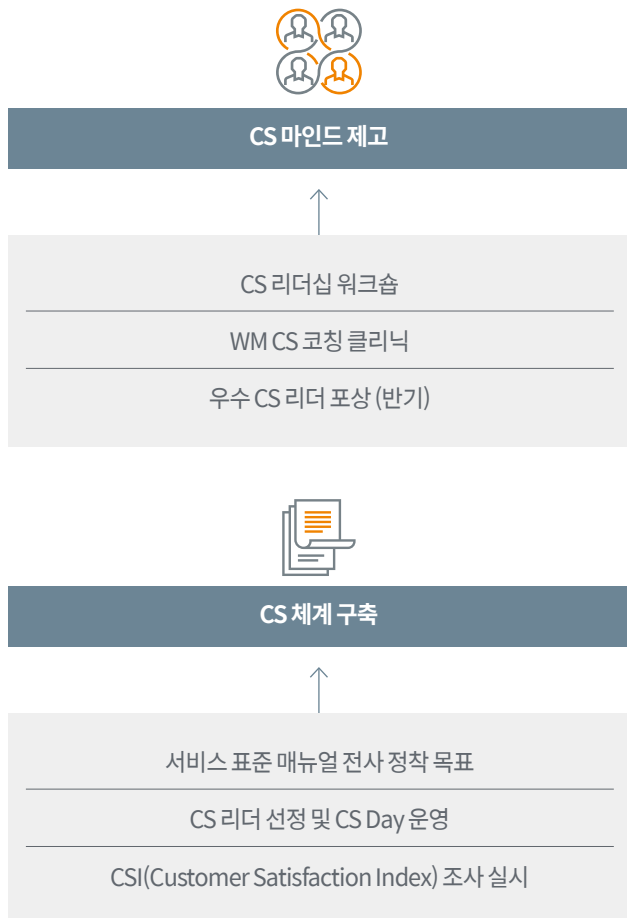 CS 마인드 제고
CS 리더십 워크숍
WM CS 코칭 클리닉
우수 CS 리더 포상 (반기)
CS 체계 구축
서비스 표준 매뉴얼 전사 정착 목표
CS 리더 선정 및 CS Day 운영
CSI(Customer Satisfaction Index) 조사 실시